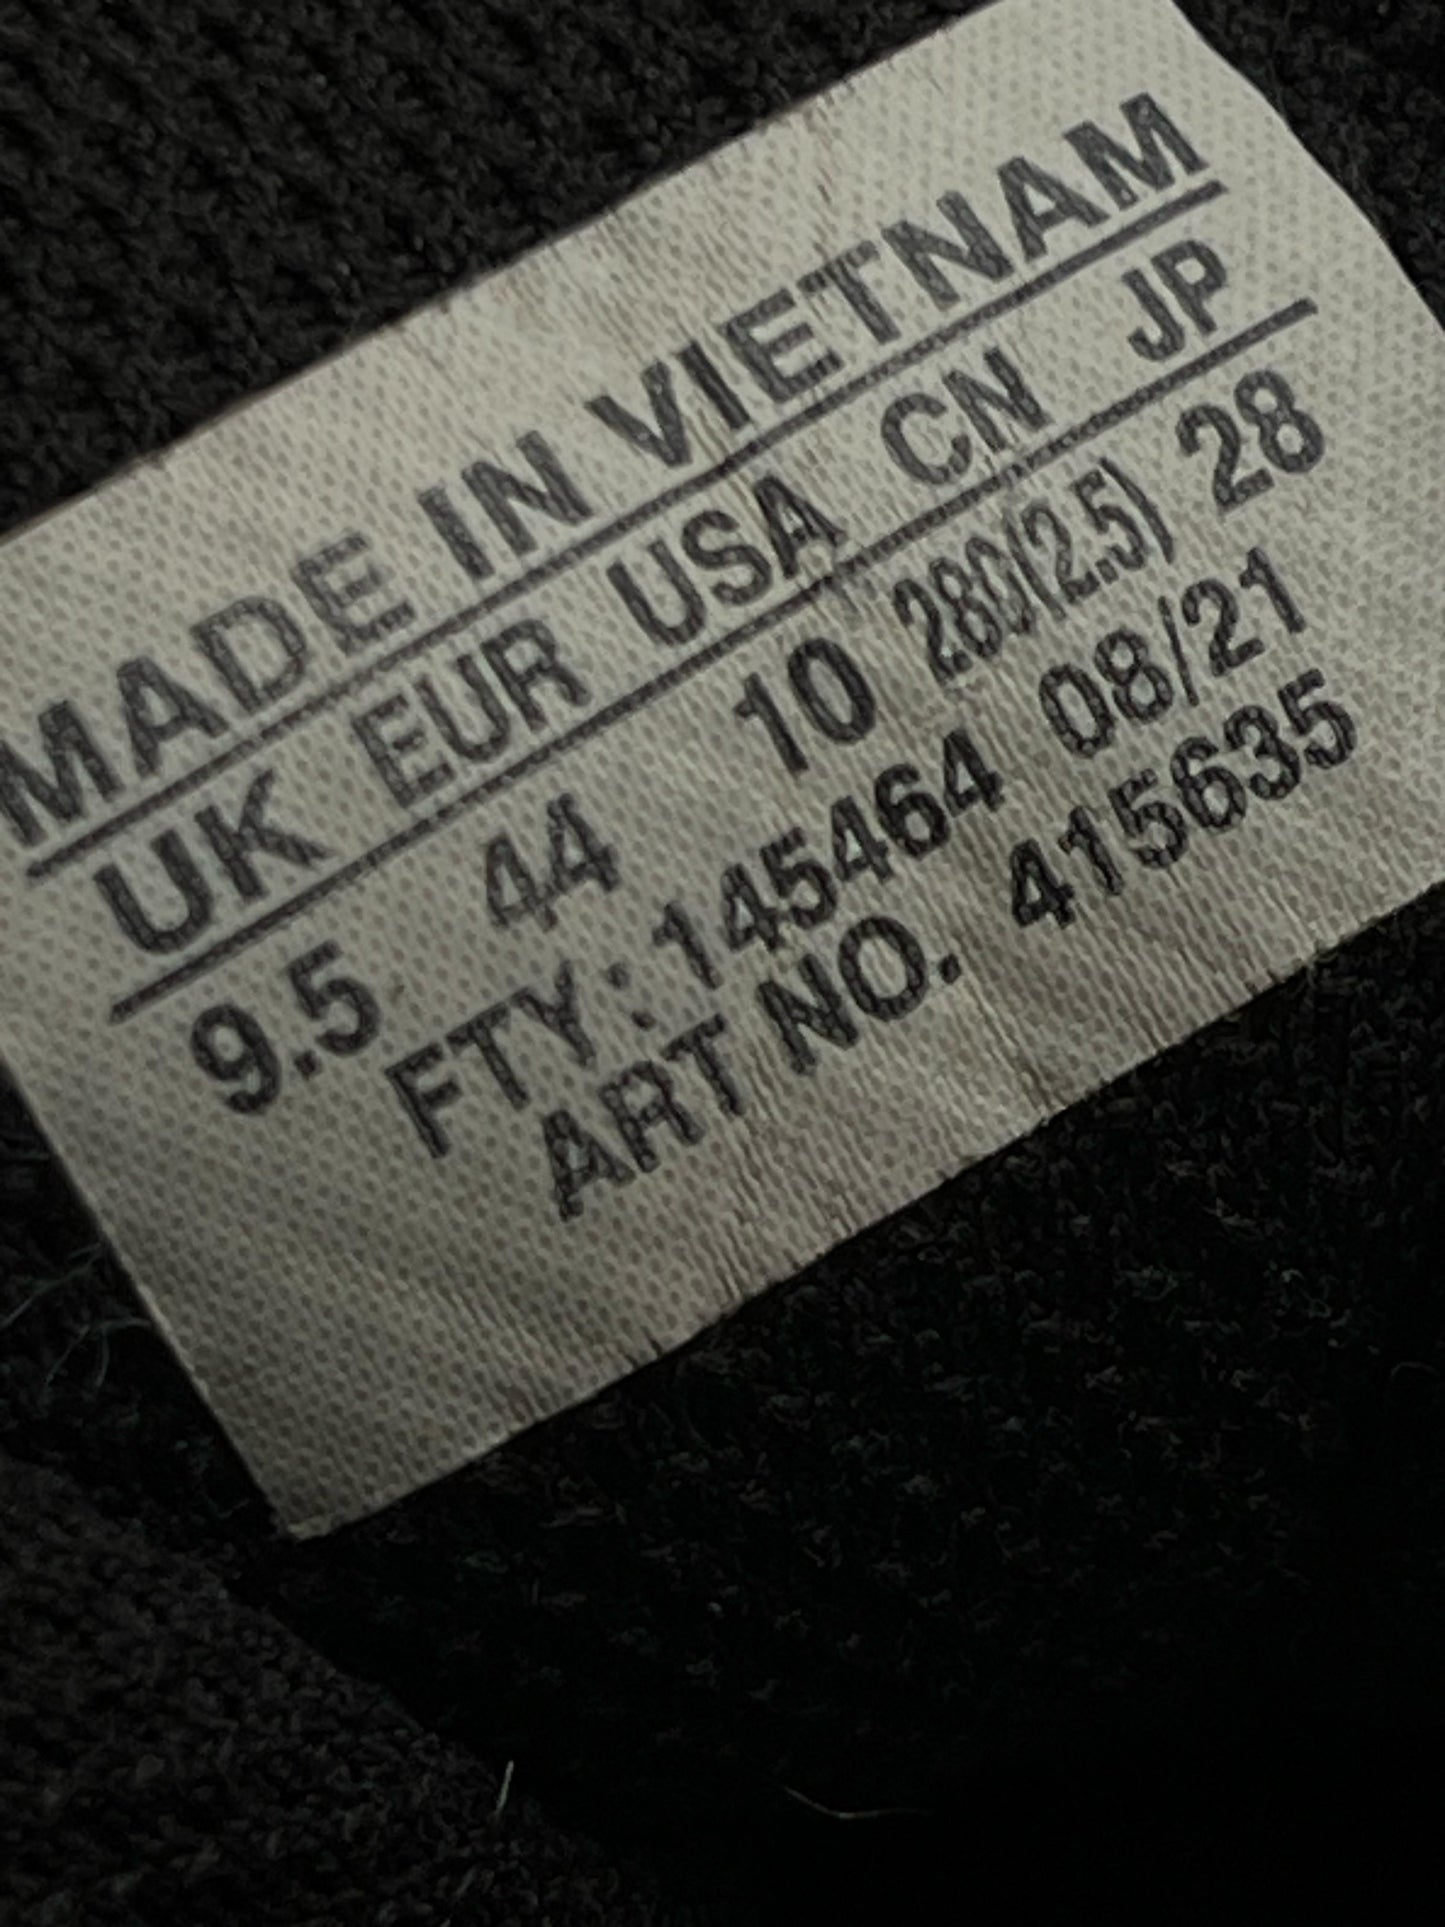 MADE IN VIETNAM
UK EUR USA CN JP
9.5 44 10 280(2.5) 28
FTY: 145464 08/21
ART NO. 415635